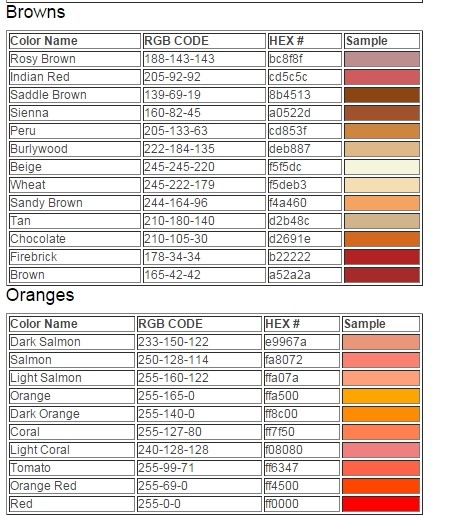 Browns
Color Name RGB CODE HEX # Sample
Rosy Brown 188-143-143 bc8f8f
Indian Red 205-92-92 cd5c5c
Saddle Brown 139-69-19 8b4513
Sienna 160-82-45 a0522d
Peru 205-133-63 cd853f
Burlywood 222-184-135 deb887
Beige 245-245-220 f5f5dc
Wheat 245-222-179 f5deb3
Sandy Brown 244-164-96 f4a460
Tan 210-180-140 d2b48c
Chocolate 210-105-30 d2691e
Firebrick 178-34-34 b22222
Brown 165-42-42 a52a2a
Oranges
Color Name RGB CODE HEX # Sample
Dark Salmon 233-150-122 e9967a
Salmon 250-128-114 fa8072
Light Salmon 255-160-122 ffa07a
Orange 255-165-0 ffa500
Dark Orange 255-140-0 ff8c00
Coral 255-127-80 ff7f50
Light Coral 240-128-128 f08080
Tomato 255-99-71 ff6347
Orange Red 255-69-0 ff4500
Red 255-0-0 ff0000